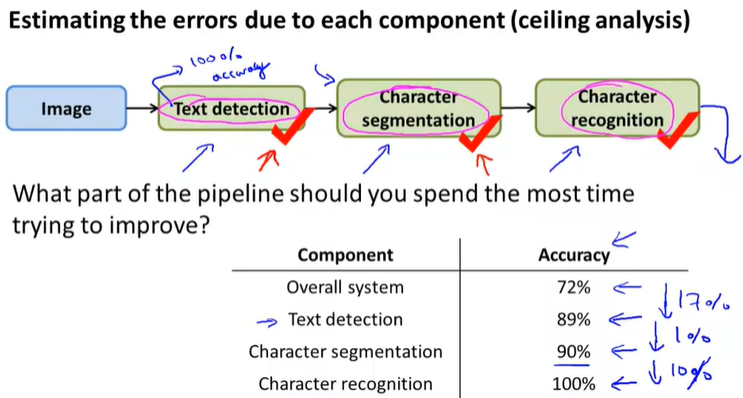 Estimating the errors due to each component (ceiling analysis)
100%
accuracy
Image
Text detection
Character
segmentation
Character
recognition
What part of the pipeline should you spend the most time
trying to improve?
Component Accuracy
Overall system 72%
17%
Text detection 89%
1%
Character segmentation 90%
10%
Character recognition 100%